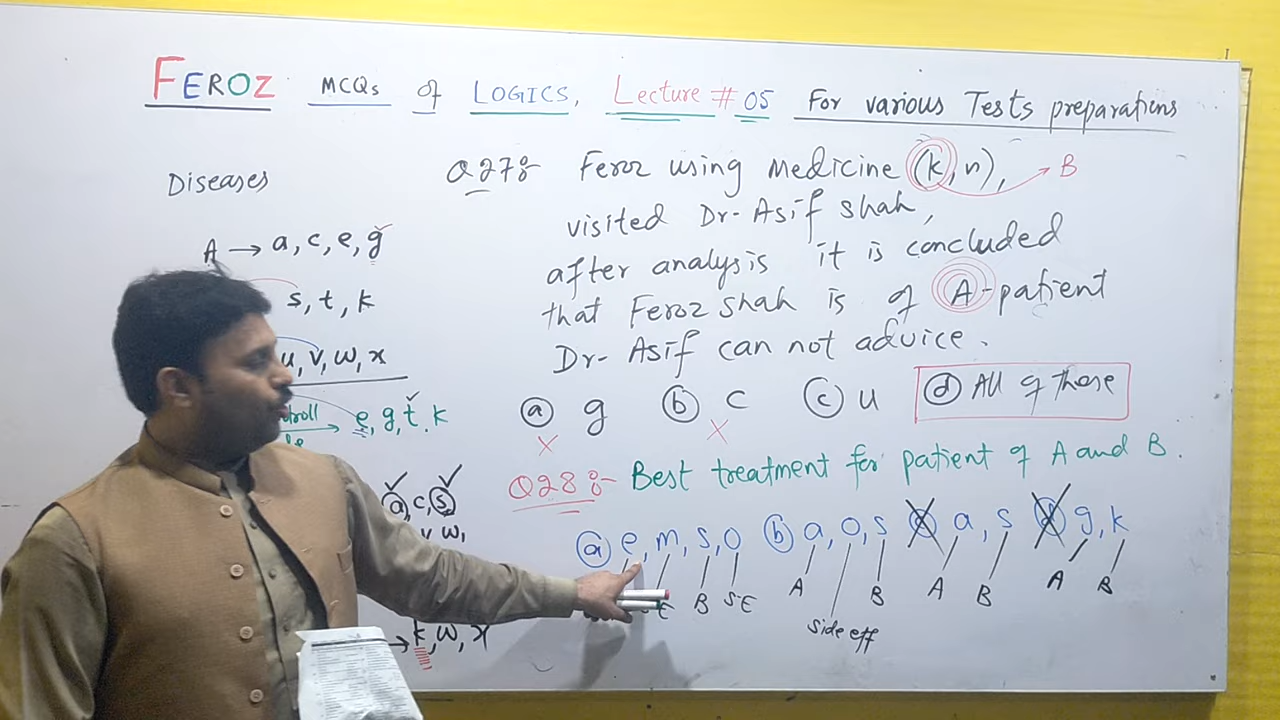 FEROZ MCQs of LOGICS, Lecture # 05 For various Tests preparations
Diseases
A → a, c, e, g
s, t, k
u, v, w, x
e, g, t, k
a, c, s
v w,
k, w, x
Q27:- Feroz using medicine (k, n), → B
visited Dr- Asif shah,
after analysis it is concluded
that Feroz shah is of A-patient
Dr- Asif can not advice.
(a) g (b) c (c) u (d) All of these
Q28:- Best treatment for patient of A and B.
(a) e, m, s, o (b) a, o, s a, s g, k
B S.E A side eff B A B A B